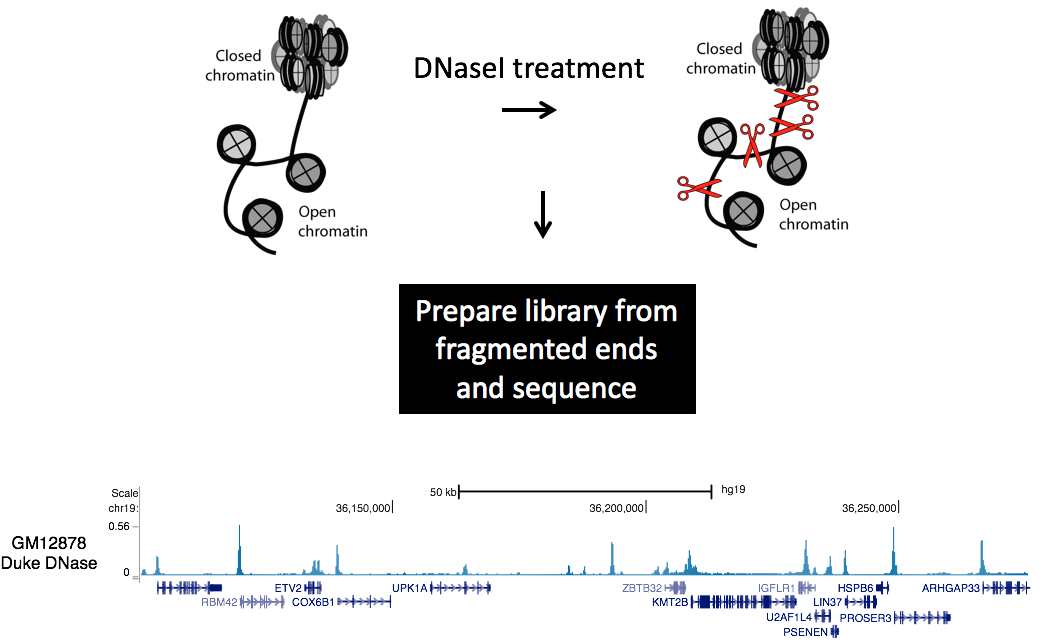 Closed
chromatin
DNaseI treatment
Closed
chromatin
Open
chromatin
Open
chromatin
Prepare library from
fragmented ends
and sequence
Scale
50 kb
hg19
chr19:
36,150,000
36,200,000
36,250,000
GM12878
Duke DNase
0.56
0
ETV2
UPK1A
ZBTB32
IGFLR1
HSPB6
ARHGAP33
RBM42
COX6B1
KMT2B
LIN37
U2AF1L4
PROSER3
PSENEN